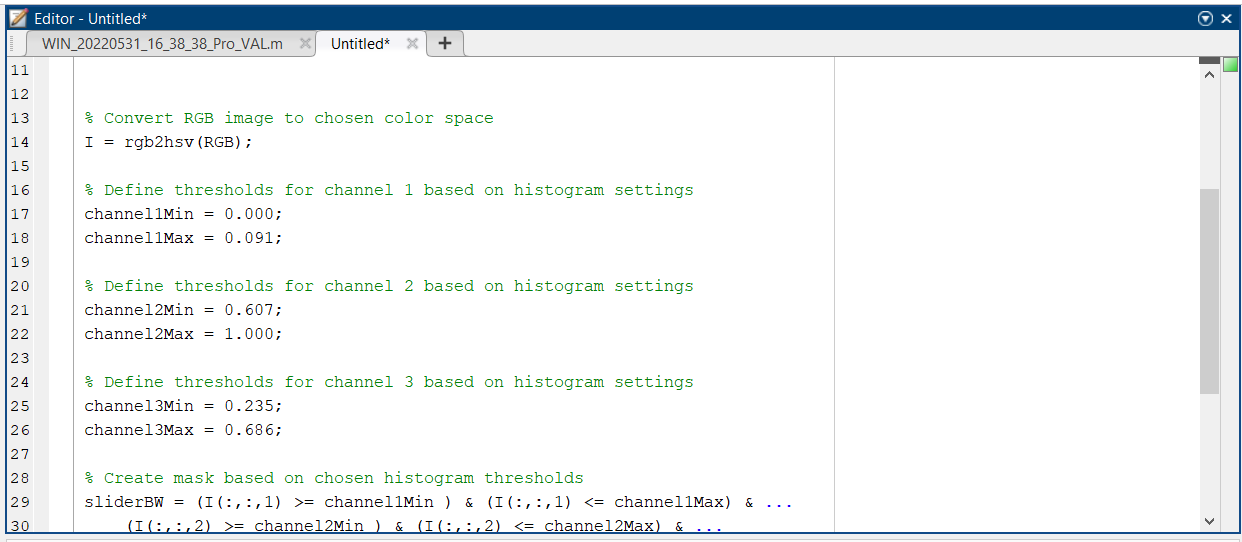 Editor - Untitled*
WIN_20220531_16_38_38_Pro_VAL.m Untitled* +
11
12
13 % Convert RGB image to chosen color space
14 I = rgb2hsv(RGB);
15
16 % Define thresholds for channel 1 based on histogram settings
17 channel1Min = 0.000;
18 channel1Max = 0.091;
19
20 % Define thresholds for channel 2 based on histogram settings
21 channel2Min = 0.607;
22 channel2Max = 1.000;
23
24 % Define thresholds for channel 3 based on histogram settings
25 channel3Min = 0.235;
26 channel3Max = 0.686;
27
28 % Create mask based on chosen histogram thresholds
29 sliderBW = (I(:,:,1) >= channel1Min ) & (I(:,:,1) <= channel1Max) & ...
30 (I(:,:,2) >= channel2Min ) & (I(:,:,2) <= channel2Max) & ...